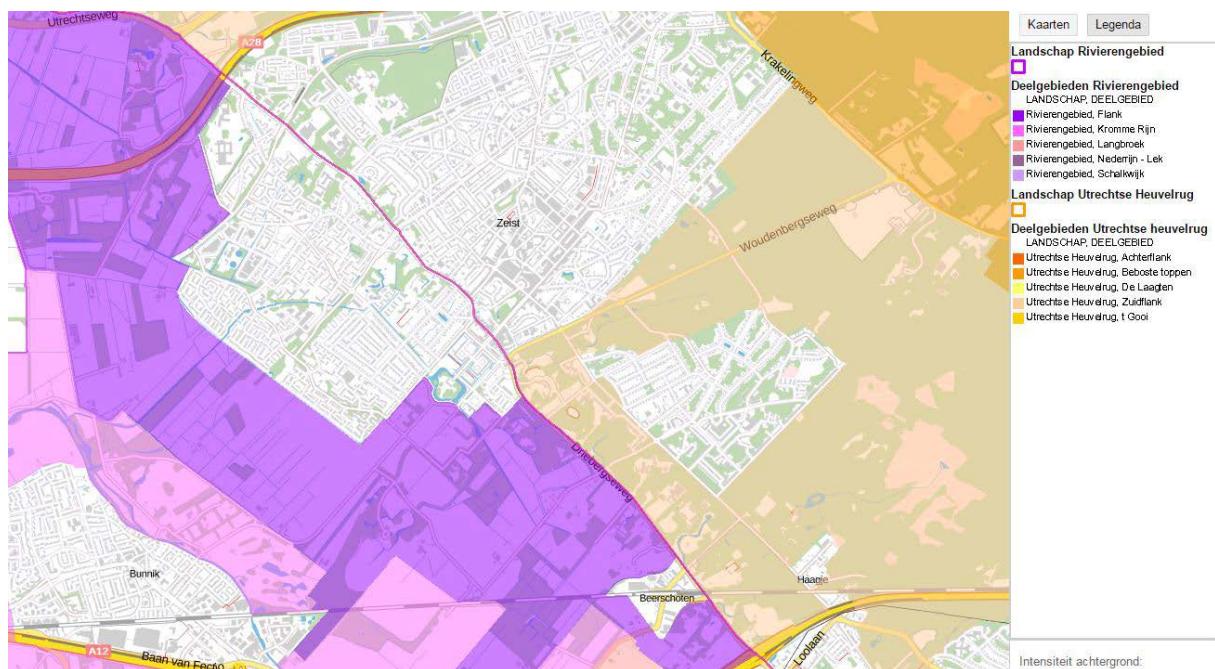 Utrechtseweg
A28
Krakelingweg
Zeist
Woudenbergseweg
Driebergseweg
Bunnik
Beerschoten
Haagje
A12
Baan van Fectio
Loolaan
Kaarten
Legenda
Landschap Rivierengebied
Deelgebieden Rivierengebied
LANDSCHAP, DEELGEBIED
Rivierengebied, Flank
Rivierengebied, Kromme Rijn
Rivierengebied, Langbroek
Rivierengebied, Nederrijn - Lek
Rivierengebied, Schalkwijk
Landschap Utrechtse Heuvelrug
Deelgebieden Utrechtse heuvelrug
LANDSCHAP, DEELGEBIED
Utrechtse Heuvelrug, Achterflank
Utrechtse Heuvelrug, Beboste toppen
Utrechtse Heuvelrug, De Laagten
Utrechtse Heuvelrug, Zuidflank
Utrechtse Heuvelrug, t Gooi
Intensiteit achtergrond: